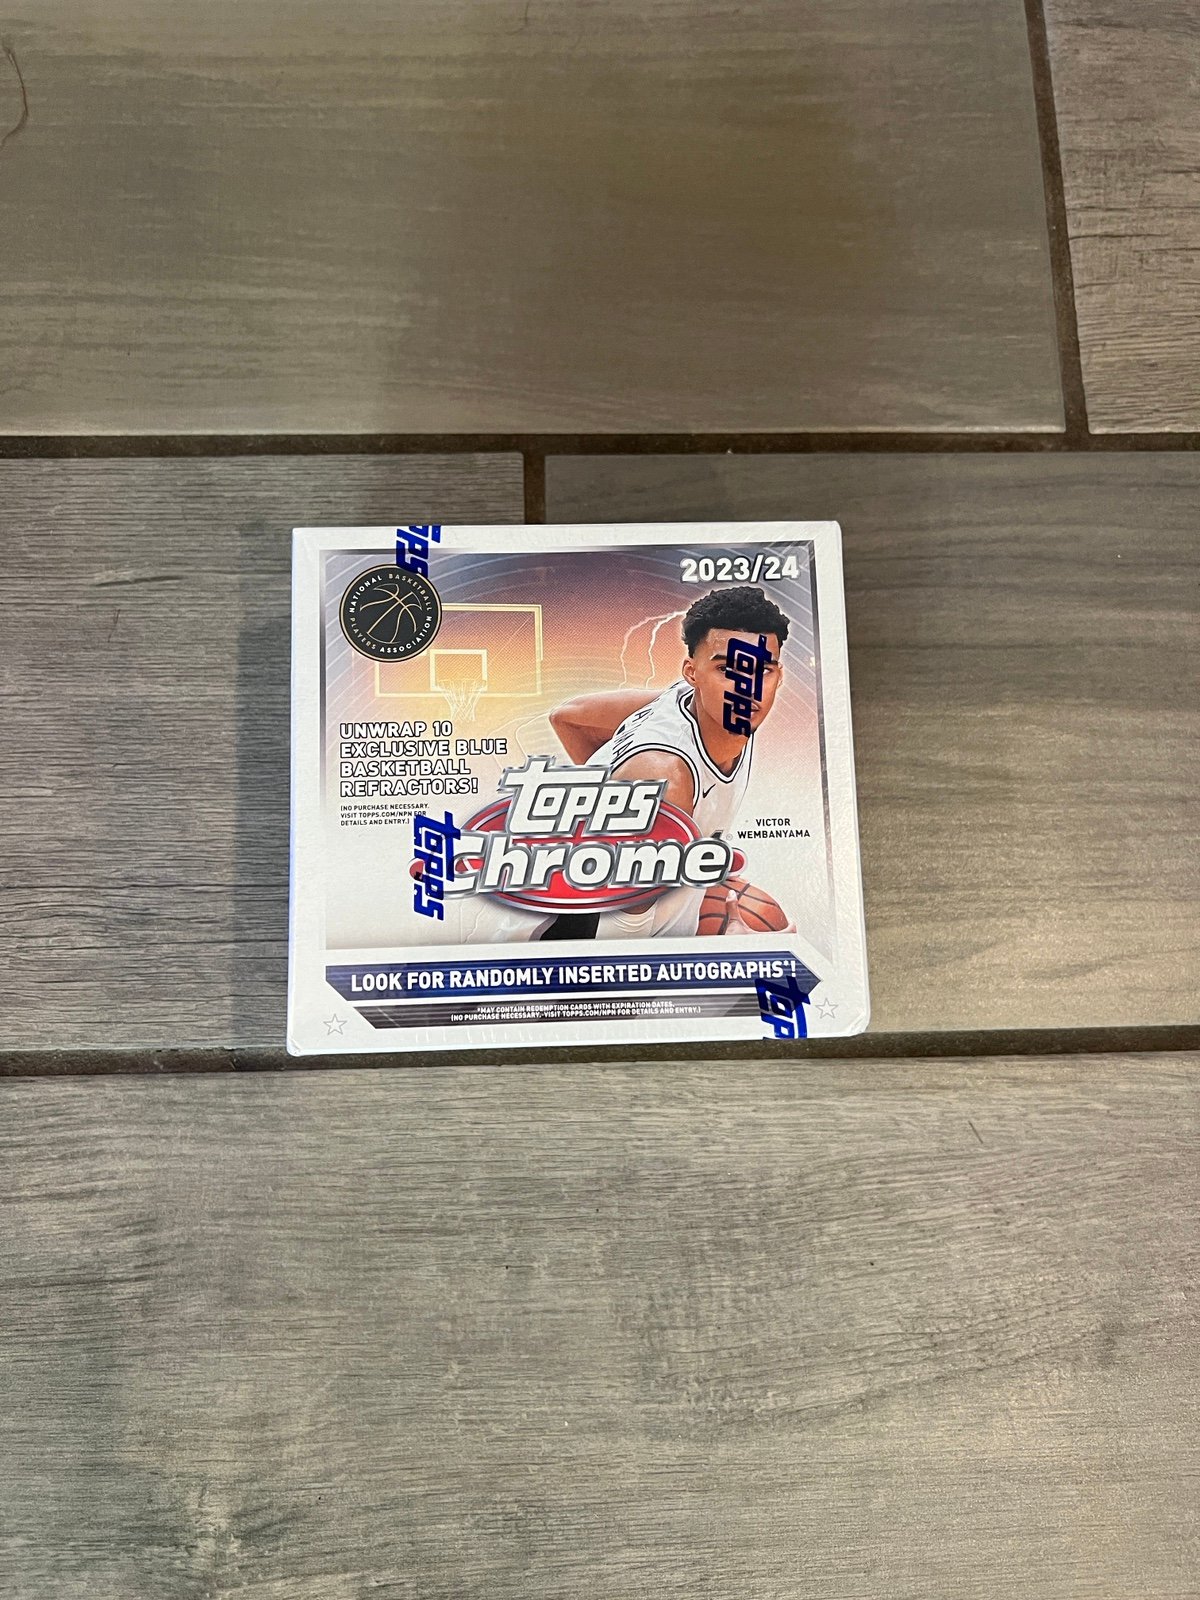 Topps
NATIONAL BASKETBALL
PLAYERS ASSOCIATION
2023/24
Topps
UNWRAP 10
EXCLUSIVE BLUE
BASKETBALL
REFRACTORS!
(NO PURCHASE NECESSARY.
VISIT TOPPS.COM/NPN FOR
DETAILS AND ENTRY.)
Topps
Chrome
VICTOR
WEMBANYAMA
Topps
LOOK FOR RANDOMLY INSERTED AUTOGRAPHS*!
*MAY CONTAIN REDEMPTION CARDS WITH EXPIRATION DATES.
(NO PURCHASE NECESSARY. VISIT TOPPS.COM/NPN FOR DETAILS AND ENTRY.)
Topps